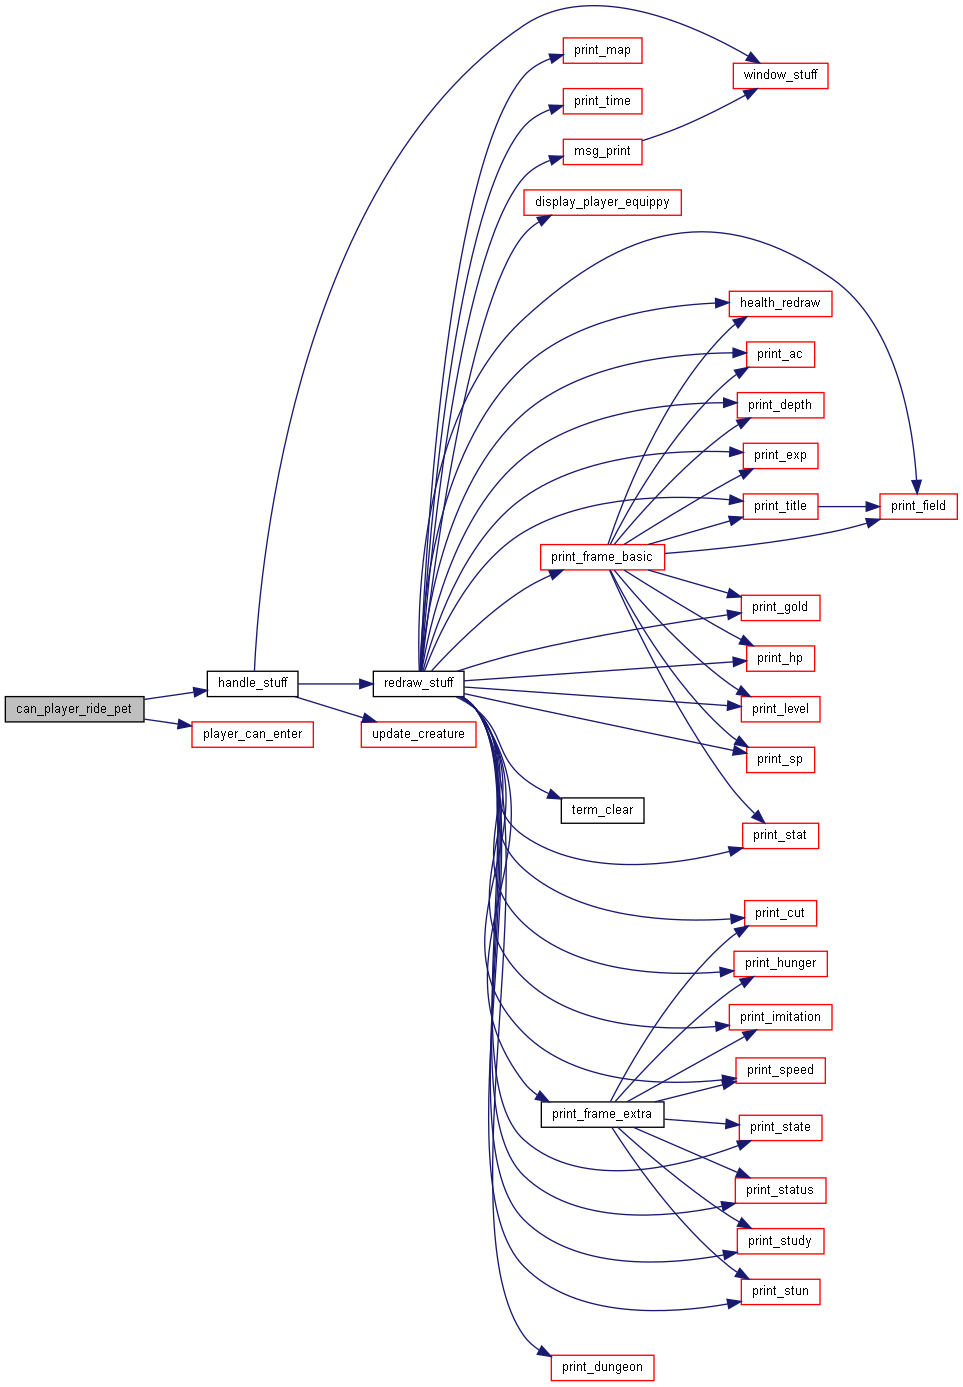 print_map
window_stuff
print_time
msg_print
display_player_equippy
health_redraw
print_ac
print_depth
print_exp
print_title
print_field
print_frame_basic
print_gold
print_hp
handle_stuff
redraw_stuff
can_player_ride_pet
print_level
player_can_enter
update_creature
print_sp
term_clear
print_stat
print_cut
print_hunger
print_imitation
print_speed
print_frame_extra
print_state
print_status
print_study
print_stun
print_dungeon